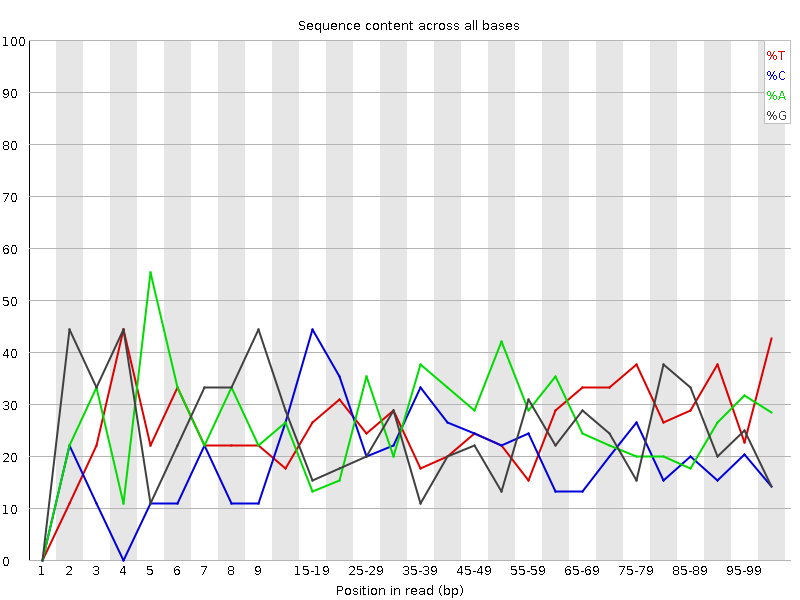 Sequence content across all bases
100
90
80
70
60
50
40
30
20
10
0
%T
%C
%A
%G
1 2 3 4 5 6 7 8 9 15-19 25-29 35-39 45-49 55-59 65-69 75-79 85-89 95-99
Position in read (bp)